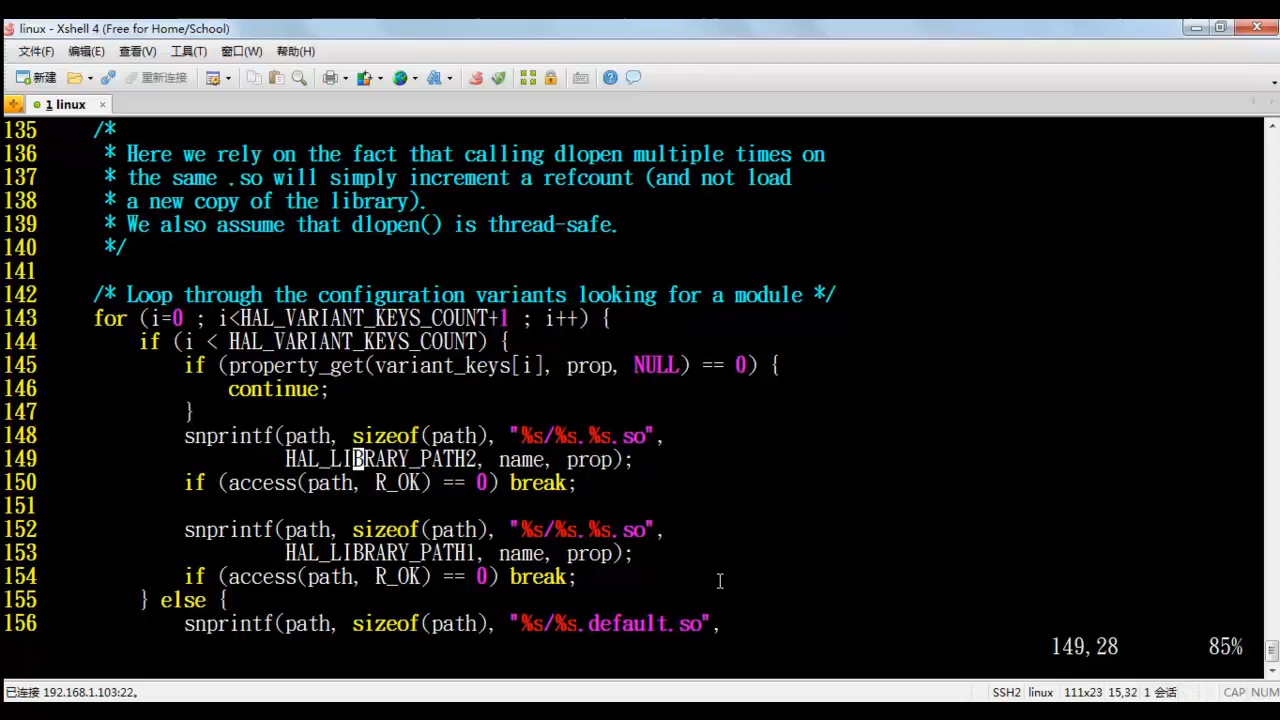 linux - Xshell 4 (Free for Home/School)
文件(F) 编辑(E) 查看(V) 工具(T) 窗口(W) 帮助(H)
新建 重新连接
1 linux ×
135 /*
136 * Here we rely on the fact that calling dlopen multiple times on
137 * the same .so will simply increment a refcount (and not load
138 * a new copy of the library).
139 * We also assume that dlopen() is thread-safe.
140 */
141
142 /* Loop through the configuration variants looking for a module */
143 for (i=0 ; i<HAL_VARIANT_KEYS_COUNT+1 ; i++) {
144 if (i < HAL_VARIANT_KEYS_COUNT) {
145 if (property_get(variant_keys[i], prop, NULL) == 0) {
146 continue;
147 }
148 snprintf(path, sizeof(path), "%s/%s.%s.so",
149 HAL_LIBRARY_PATH2, name, prop);
150 if (access(path, R_OK) == 0) break;
151
152 snprintf(path, sizeof(path), "%s/%s.%s.so",
153 HAL_LIBRARY_PATH1, name, prop);
154 if (access(path, R_OK) == 0) break;
155 } else {
156 snprintf(path, sizeof(path), "%s/%s.default.so",
149,28 85%
已连接 192.168.1.103:22。 SSH2 linux 111x23 15,32 1 会话 CAP NUM